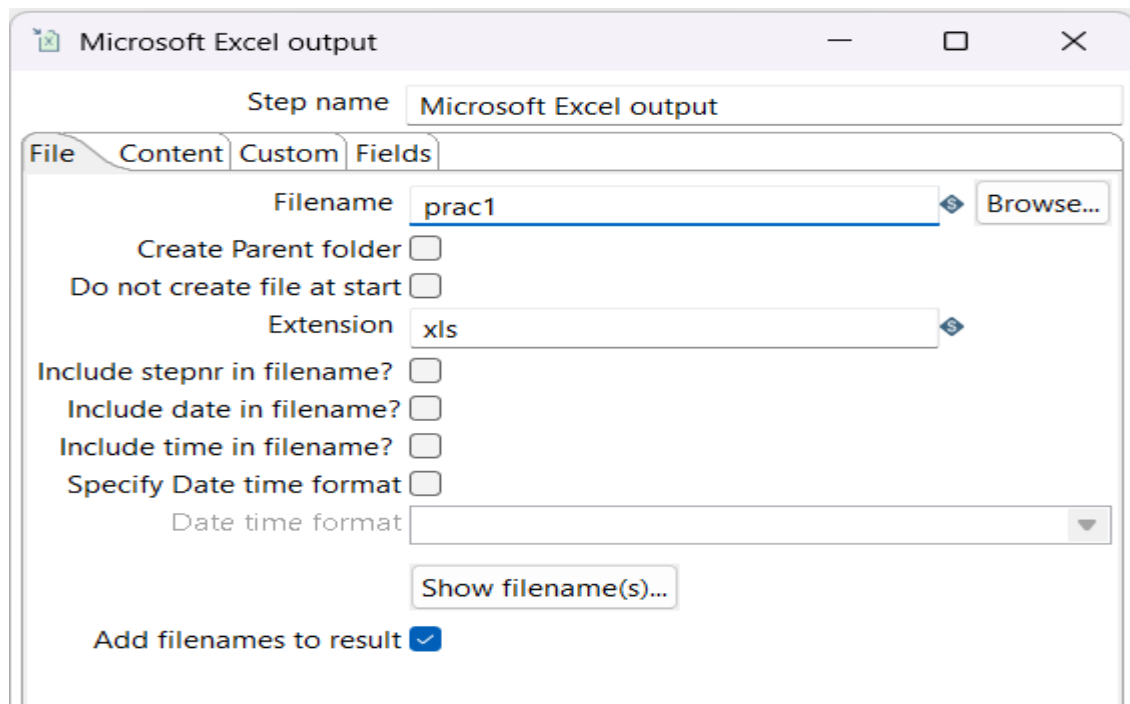 Microsoft Excel output
Step name Microsoft Excel output
File Content Custom Fields
Filename prac1 Browse...
Create Parent folder
Do not create file at start
Extension xls
Include stepnr in filename?
Include date in filename?
Include time in filename?
Specify Date time format
Date time format
Show filename(s)...
Add filenames to result